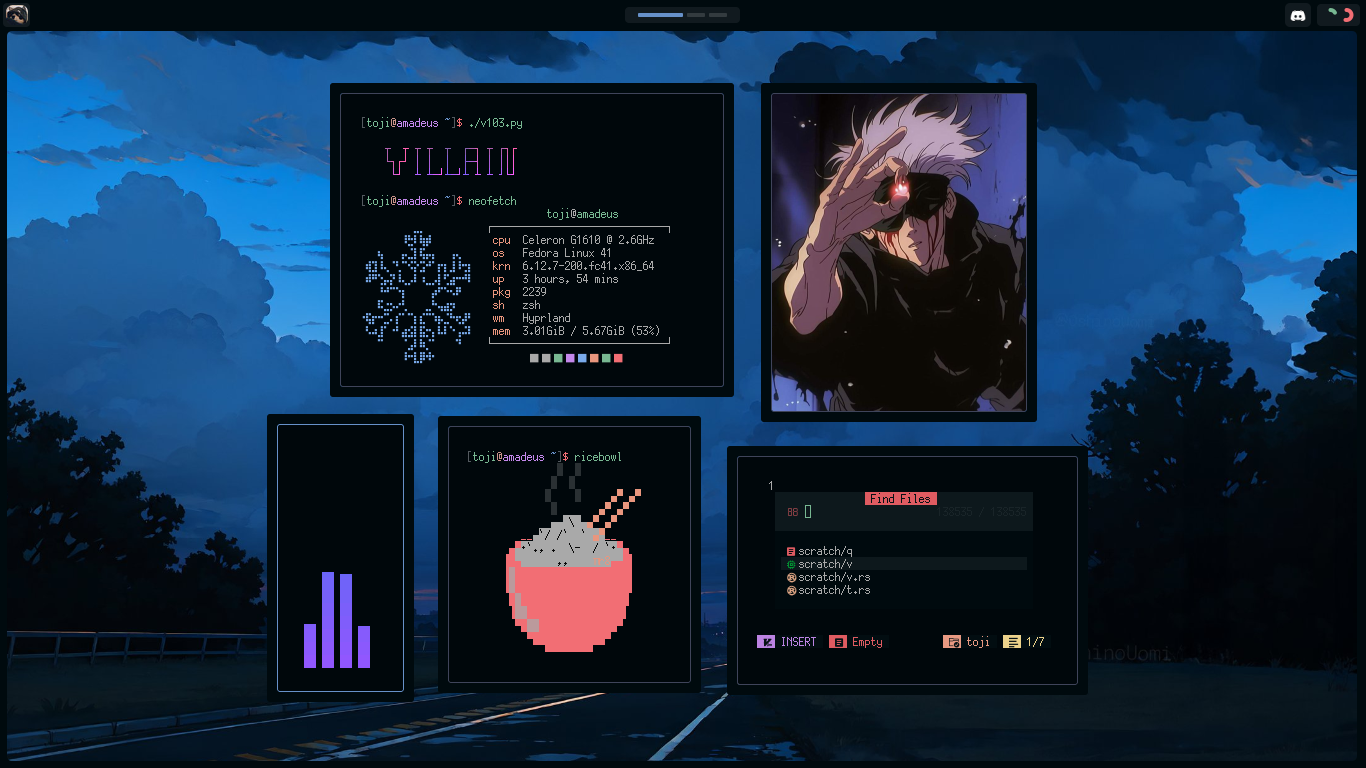 [toji@amadeus ~]$ ./v103.py
VILLAIN
[toji@amadeus ~]$ neofetch
toji@amadeus
cpu Celeron G1610 @ 2.6GHz
os Fedora Linux 41
krn 6.12.7-200.fc41.x86_64
up 3 hours, 54 mins
pkg 2239
sh zsh
wm Hyprland
mem 3.01GiB / 5.67GiB (53%)
[toji@amadeus ~]$ ricebowl
1
Find Files
138535 / 138535
scratch/q
scratch/v
scratch/v.rs
scratch/t.rs
INSERT Empty toji 1/7